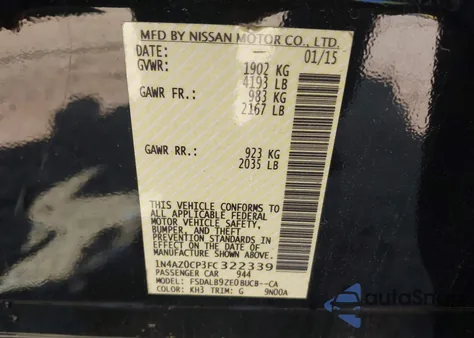 MFD BY NISSAN MOTOR CO., LTD.
DATE: — 01/15
GVWR: 1902 KG
4193 LB
GAWR FR.: 983 KG
2167 LB
GAWR RR.: 923 KG
2035 LB
THIS VEHICLE CONFORMS TO
ALL APPLICABLE FEDERAL
MOTOR VEHICLE SAFETY,
BUMPER, AND THEFT
PREVENTION STANDARDS IN
EFFECT ON THE DATE OF
MANUFACTURE SHOWN ABOVE.
1N4AZ0CP3FC322339
PASSENGER CAR 944
MODEL: FSDALB9ZE0BUCB--CA
COLOR: KH3 TRIM: G 9N00A
autoSnap